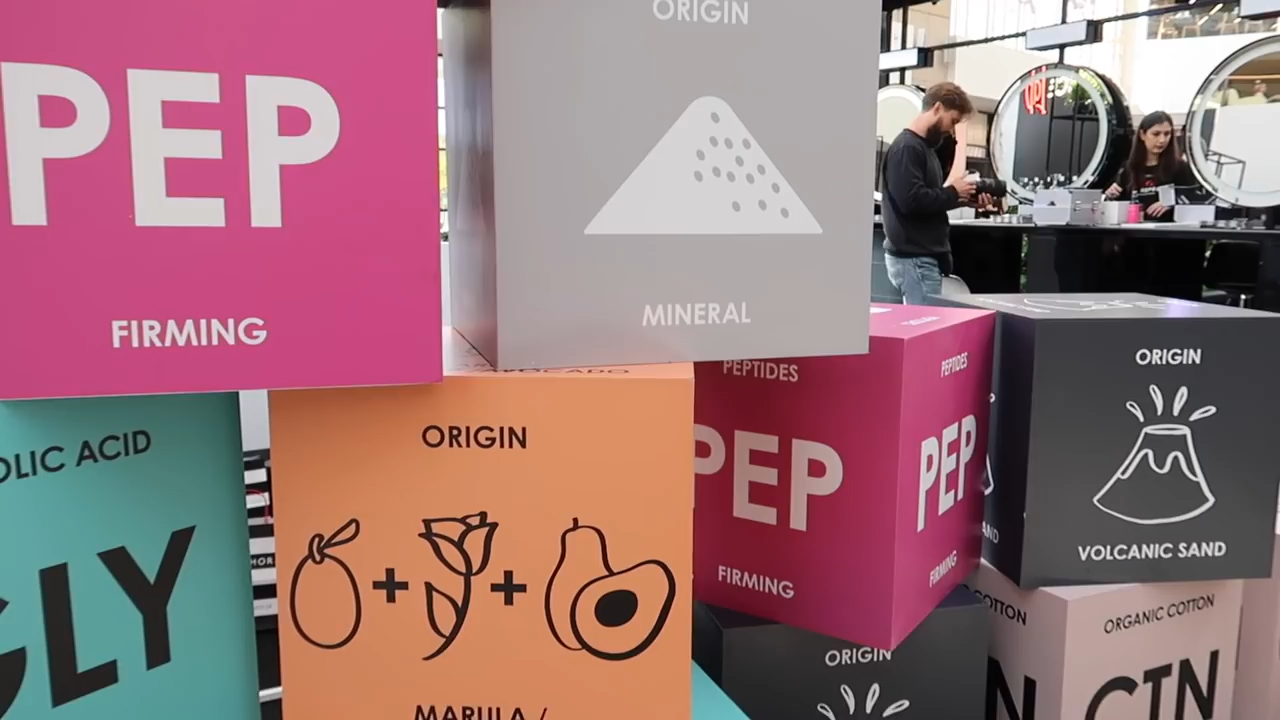 PEP
FIRMING
ORIGIN
MINERAL
OLIC ACID
GLY
ORIGIN
+
+
MARULA /
PEPTIDES
PEP
FIRMING
PEPTIDES
PEP
FIRMING
ORIGIN
VOLCANIC SAND
ORIGIN
COTTON
ORGANIC COTTON
CTN